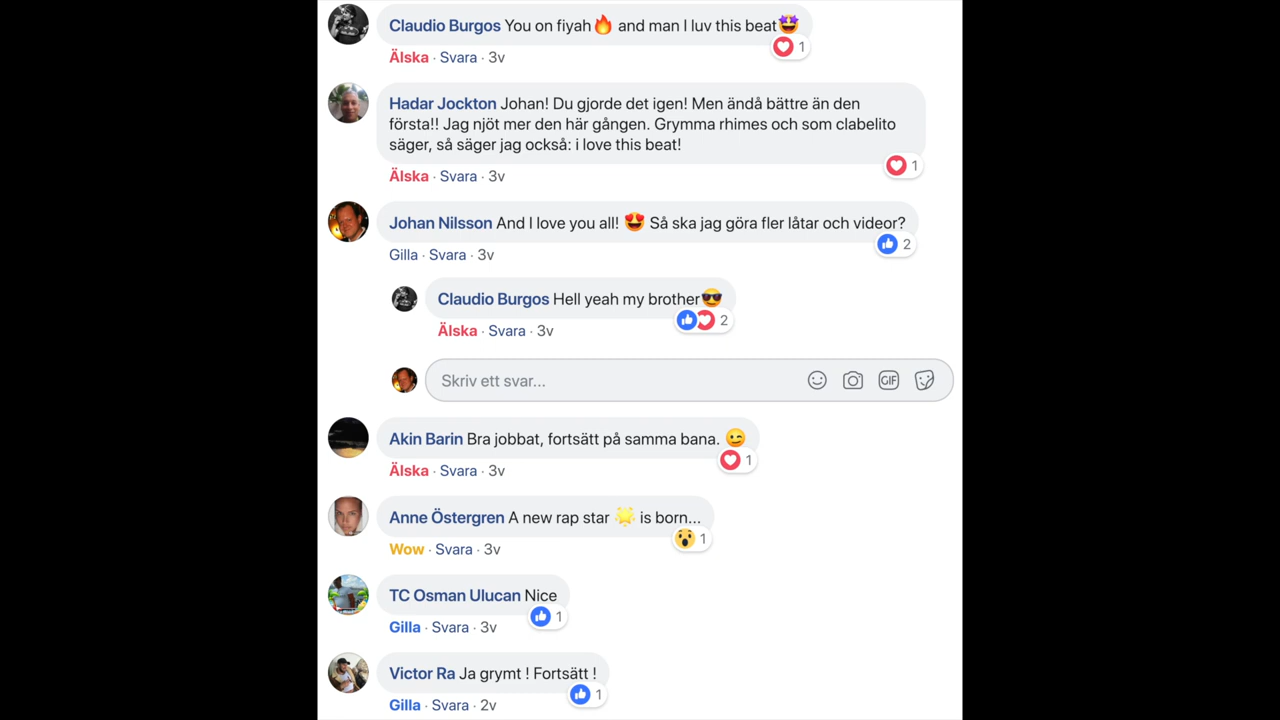 Claudio Burgos You on fiyah🔥 and man I luv this beat🤩
1
Älska · Svara · 3v
Hadar Jockton Johan! Du gjorde det igen! Men ändå bättre än den
första!! Jag njöt mer den här gången. Grymma rhimes och som clabelito
säger, så säger jag också: i love this beat!
1
Älska · Svara · 3v
Johan Nilsson And I love you all! 😍 Så ska jag göra fler låtar och videor?
2
Gilla · Svara · 3v
Claudio Burgos Hell yeah my brother😎
2
Älska · Svara · 3v
Skriv ett svar...
GIF
Akin Barin Bra jobbat, fortsätt på samma bana. 😉
1
Älska · Svara · 3v
Anne Östergren A new rap star 🌟 is born...
1
Wow · Svara · 3v
TC Osman Ulucan Nice
1
Gilla · Svara · 3v
Victor Ra Ja grymt ! Fortsätt !
1
Gilla · Svara · 2v